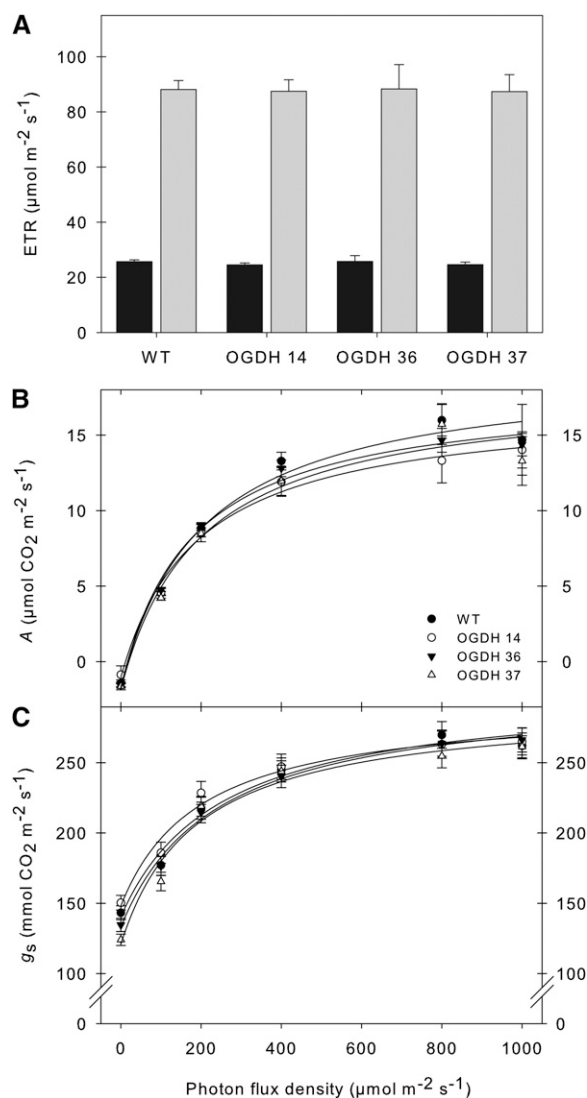 A
ETR (µmol m⁻² s⁻¹)
100
80
60
40
20
0
WT OGDH 14 OGDH 36 OGDH 37
B
A (µmol CO₂ m⁻² s⁻¹)
15 15
10 10
5 5
0 0
WT
OGDH 14
OGDH 36
OGDH 37
C
gs (mmol CO₂ m⁻² s⁻¹)
250 250
200 200
150 150
100 100
0 0
0 200 400 600 800 1000
Photon flux density (µmol m⁻² s⁻¹)